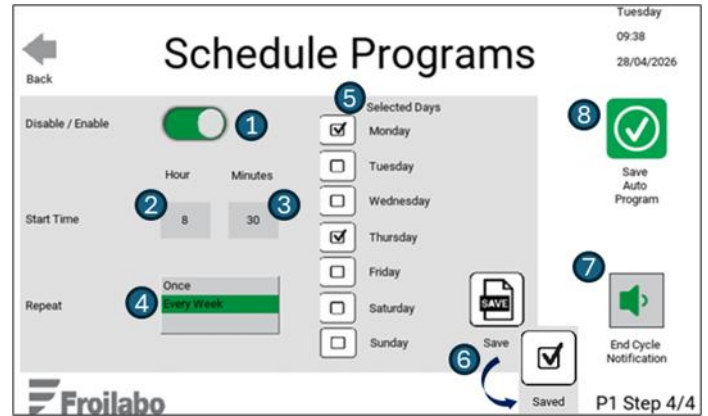 Tuesday
09:38
28/04/2026
Back
Schedule Programs
Disable / Enable
1
Hour
Minutes
Start Time
2
8
3
30
Repeat
4
Once
Every Week
5
Selected Days
Monday
Tuesday
Wednesday
Thursday
Friday
Saturday
Sunday
SAVE
Save
6
Saved
8
Save
Auto
Program
7
End Cycle
Notification
Froilabo
P1 Step 4/4